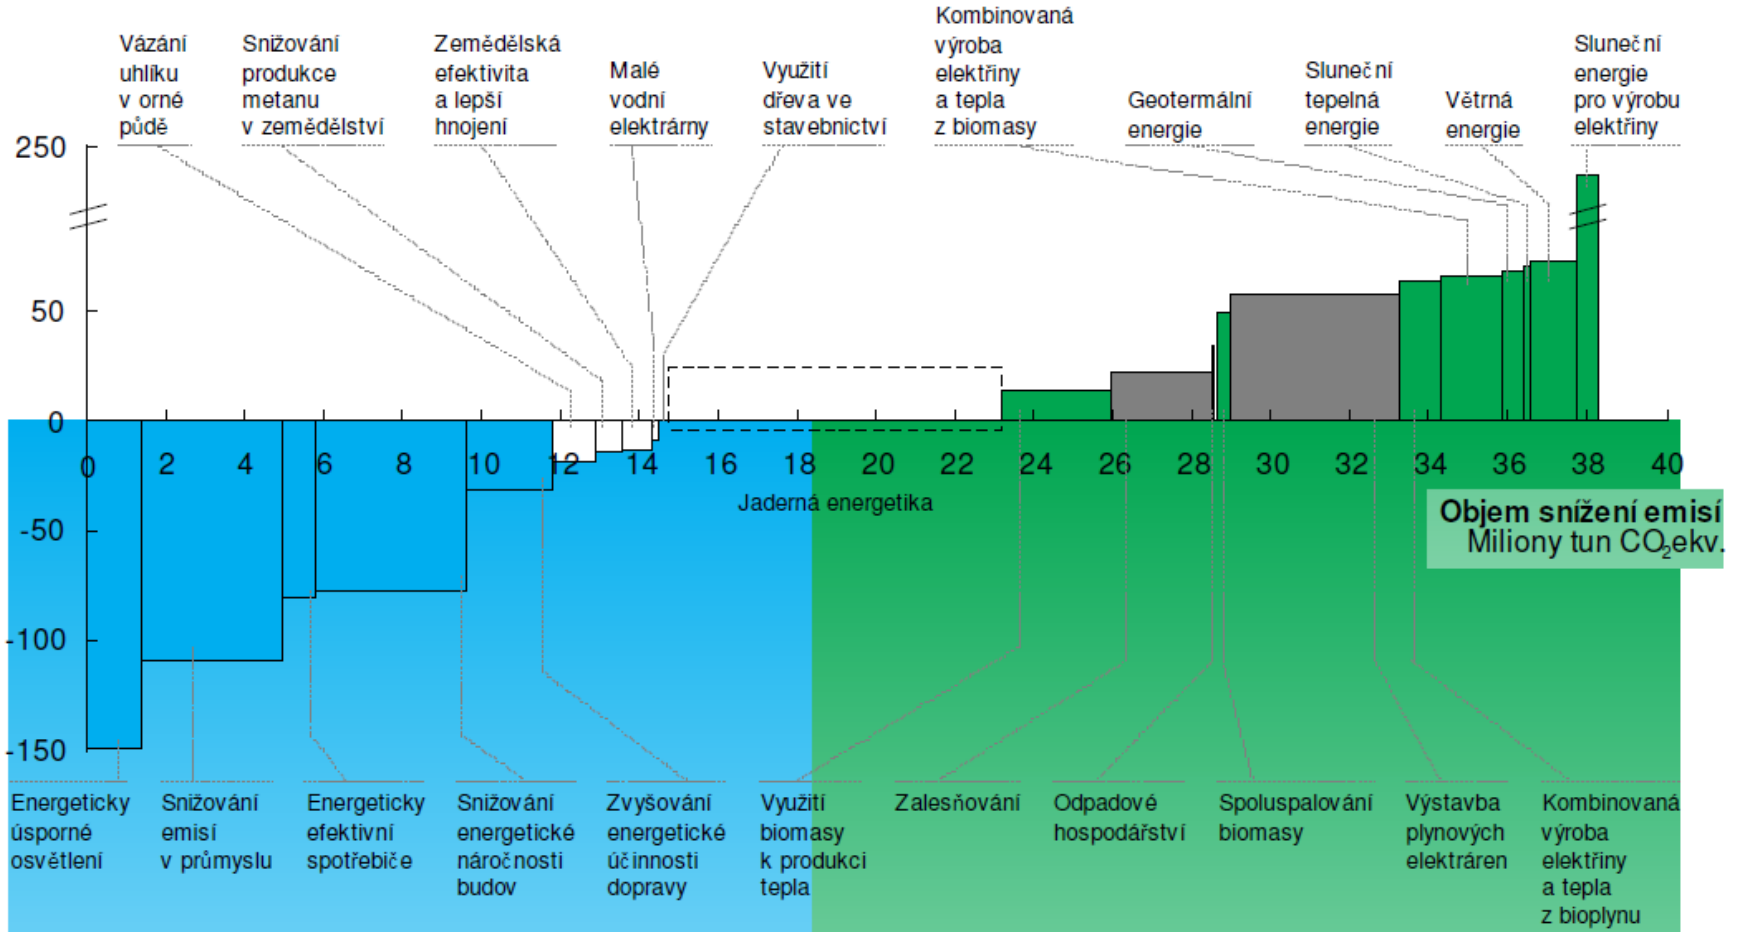 Vázání
uhlíku
v orné
půdě
Snižování
produkce
metanu
v zemědělství
Zemědělská
efektivita
a lepší
hnojení
Malé
vodní
elektrárny
Využití
dřeva ve
stavebnictví
Kombinovaná
výroba
elektřiny
a tepla
z biomasy
Geotermální
energie
Sluneční
tepelná
energie
Větrná
energie
Sluneční
energie
pro výrobu
elektřiny
250
50
0
-50
-100
-150
0 2 4 6 8 10 12 14 16 18 20 22 24 26 28 30 32 34 36 38 40
Jaderná energetika
Objem snížení emisí
Miliony tun CO₂ekv.
Energeticky
úsporné
osvětlení
Snižování
emisí
v průmyslu
Energeticky
efektivní
spotřebiče
Snižování
energetické
náročnosti
budov
Zvyšování
energetické
účinnosti
dopravy
Využití
biomasy
k produkci
tepla
Zalesňování
Odpadové
hospodářství
Spoluspalování
biomasy
Výstavba
plynových
elektráren
Kombinovaná
výroba
elektřiny
a tepla
z bioplynu